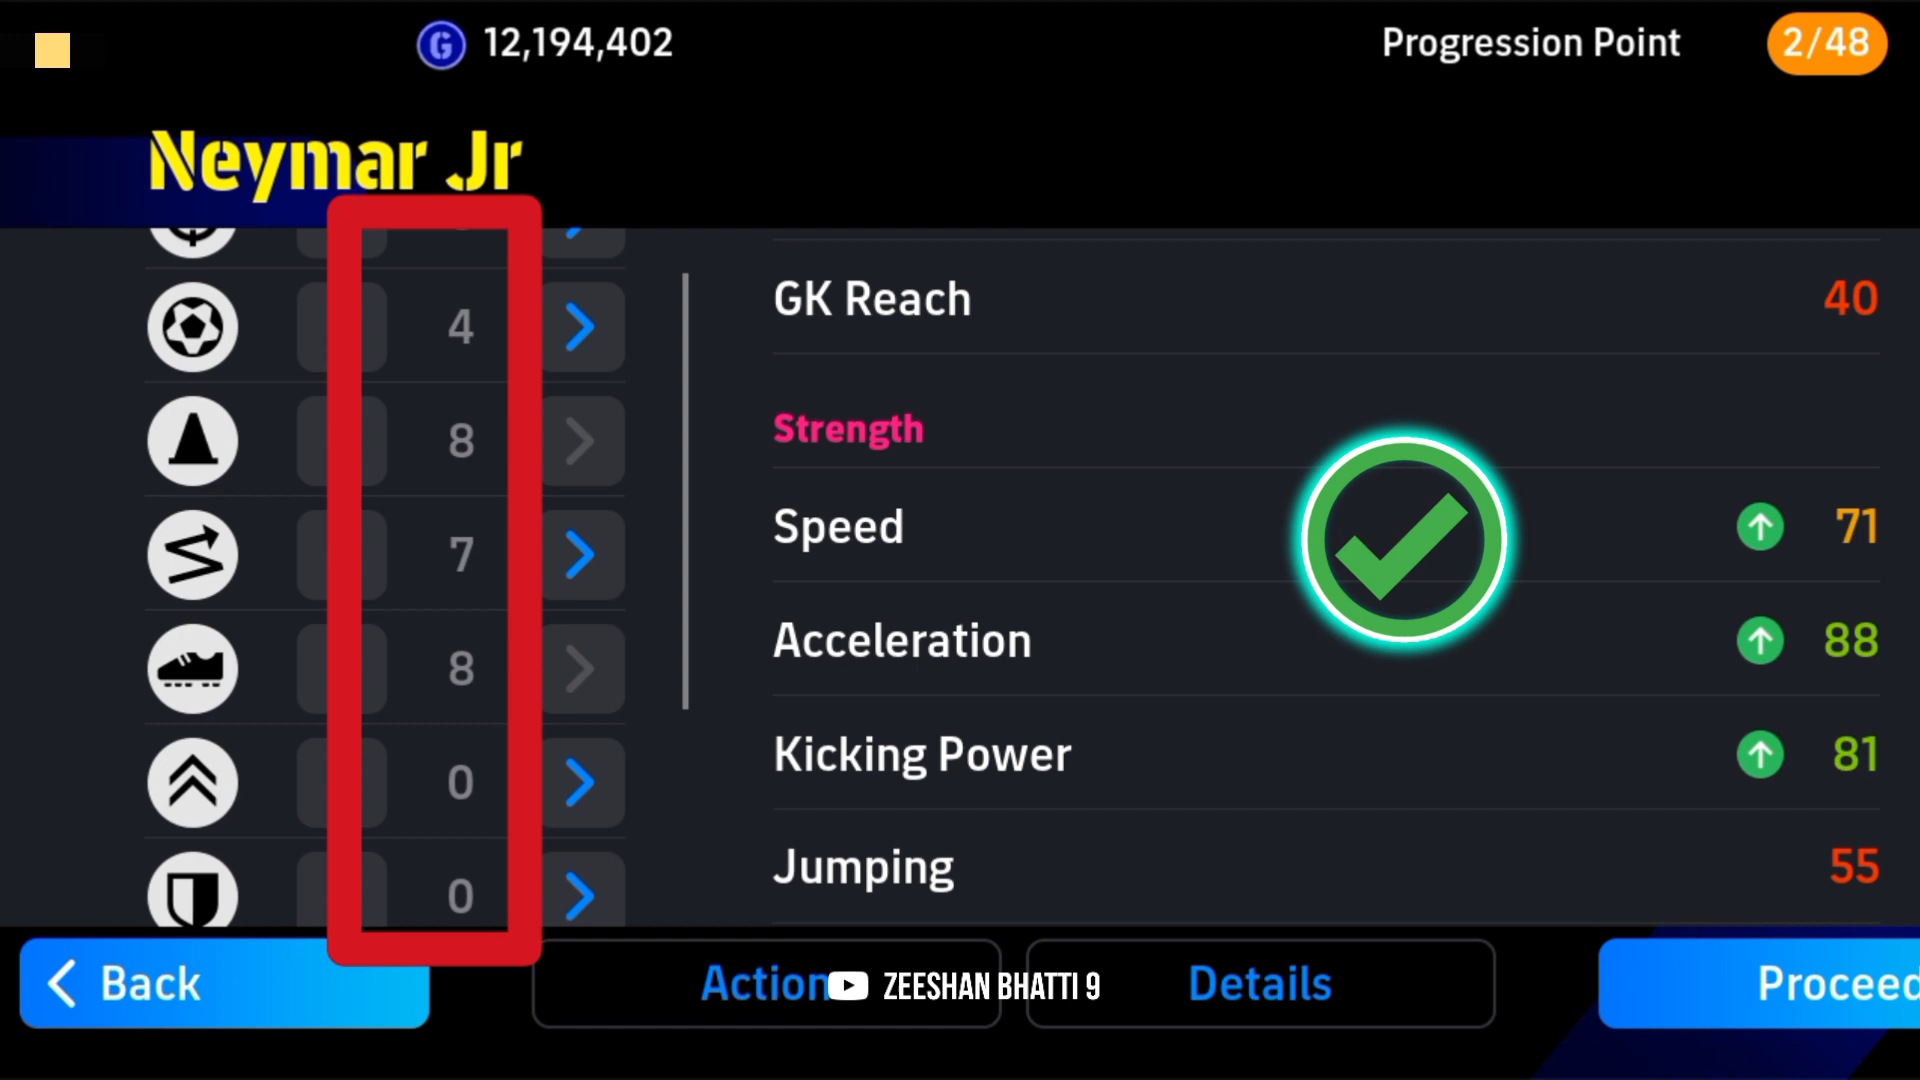 G 12,194,402
Progression Point 2/48
Neymar Jr
4
8
7
8
0
0
GK Reach 40
Strength
Speed 71
Acceleration 88
Kicking Power 81
Jumping 55
Back
Action
ZEESHAN BHATTI 9
Details
Proceed